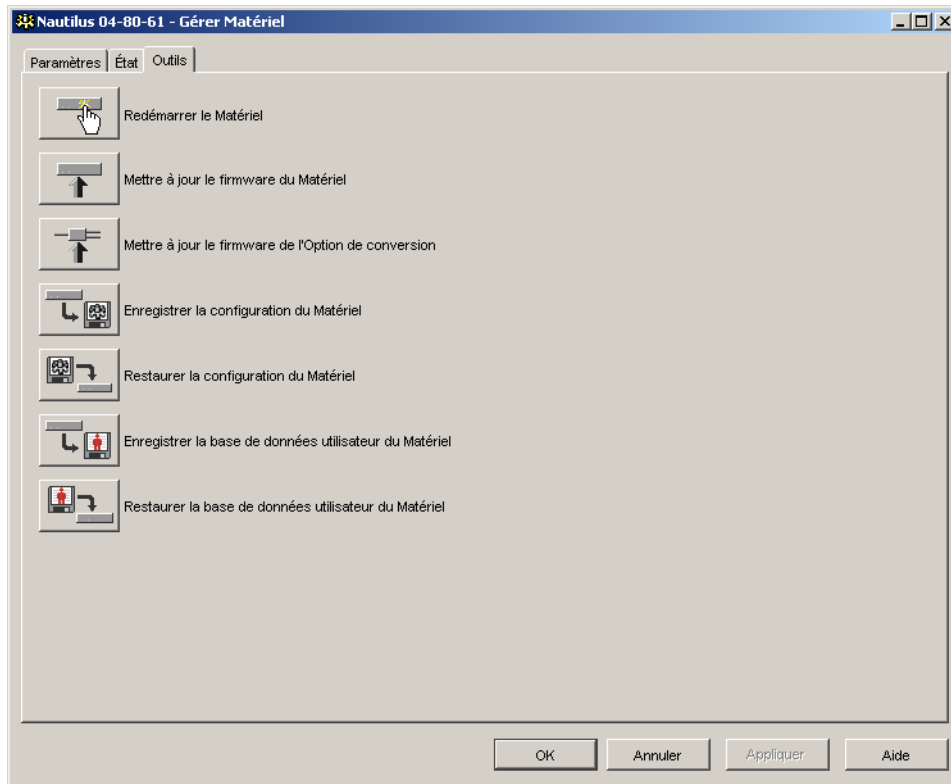 Nautilus 04-80-61 - Gérer Matériel
Paramètres État Outils
Redémarrer le Matériel
Mettre à jour le firmware du Matériel
Mettre à jour le firmware de l'Option de conversion
Enregistrer la configuration du Matériel
Restaurer la configuration du Matériel
Enregistrer la base de données utilisateur du Matériel
Restaurer la base de données utilisateur du Matériel
OK Annuler Appliquer Aide